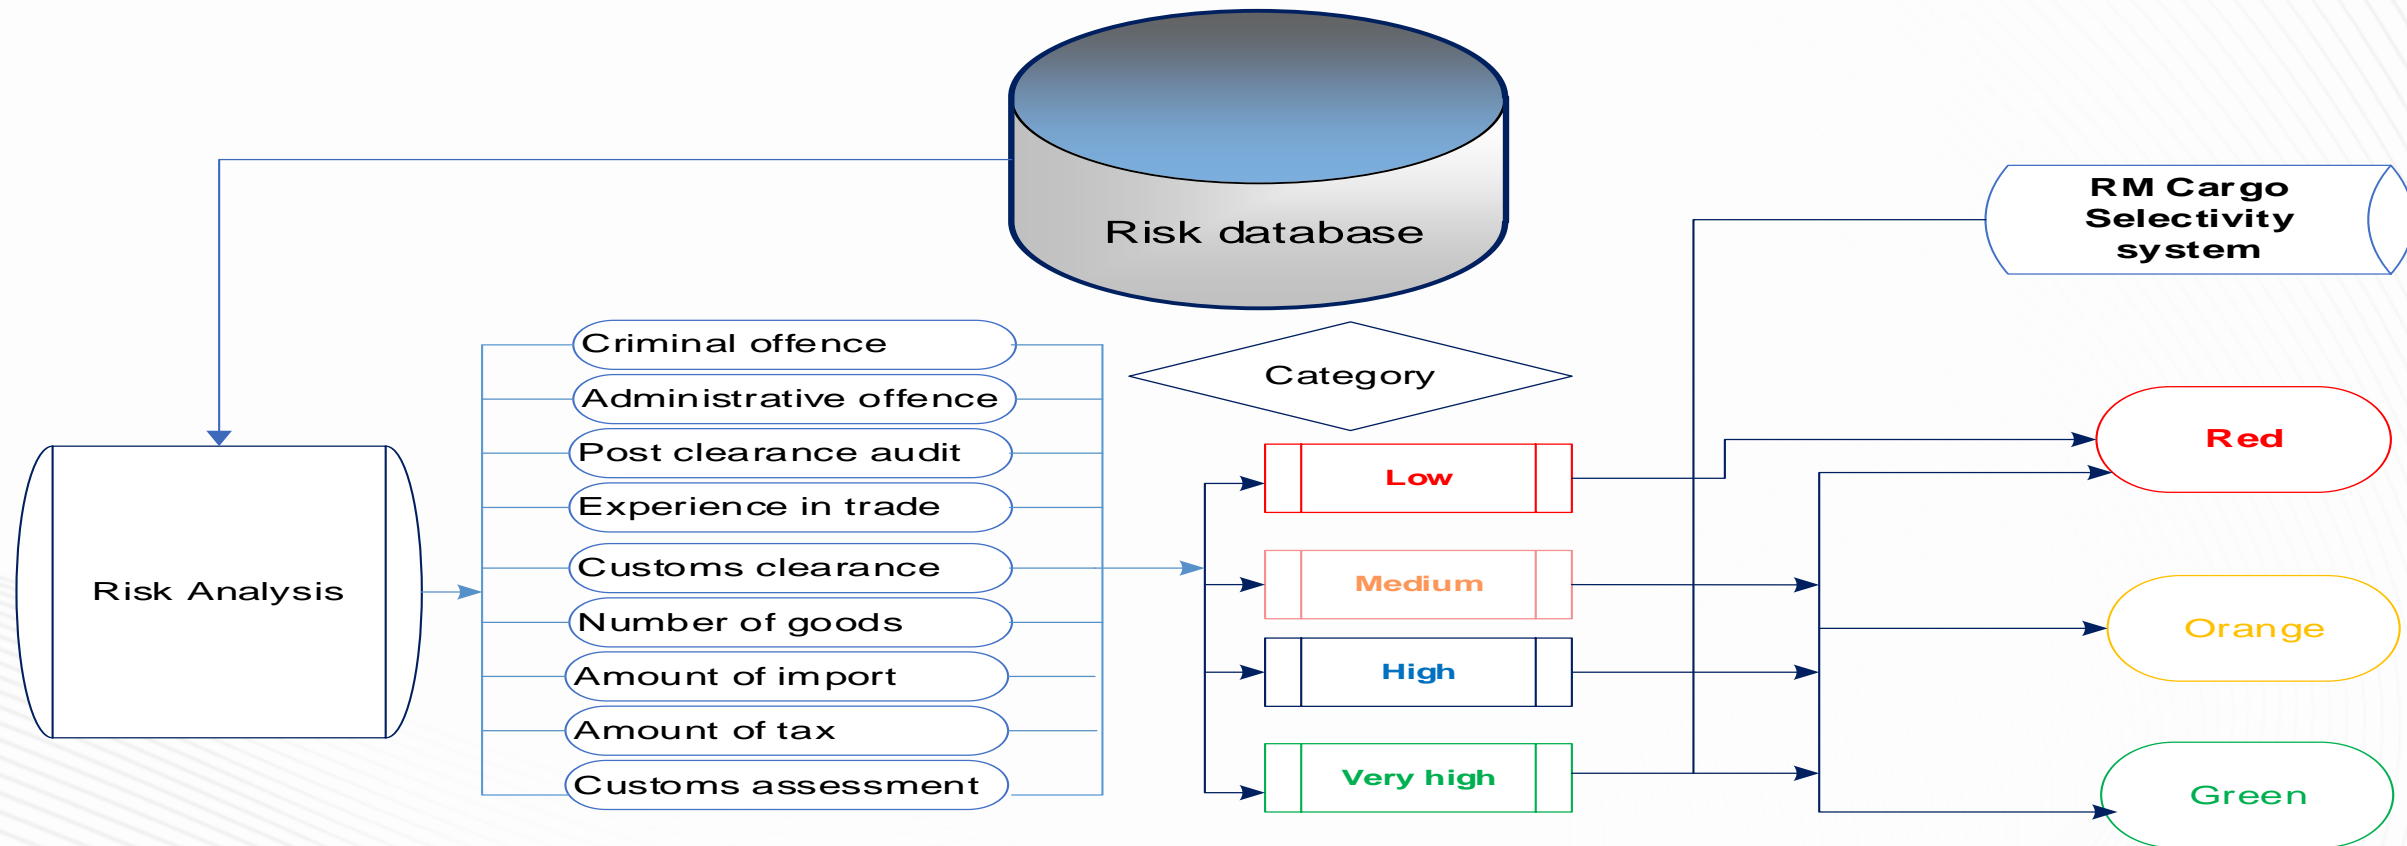 Risk database
RM Cargo
Selectivity
system
Criminal offence
Administrative offence
Post clearance audit
Experience in trade
Customs clearance
Number of goods
Amount of import
Amount of tax
Customs assessment
Risk Analysis
Category
Low
Medium
High
Very high
Red
Orange
Green